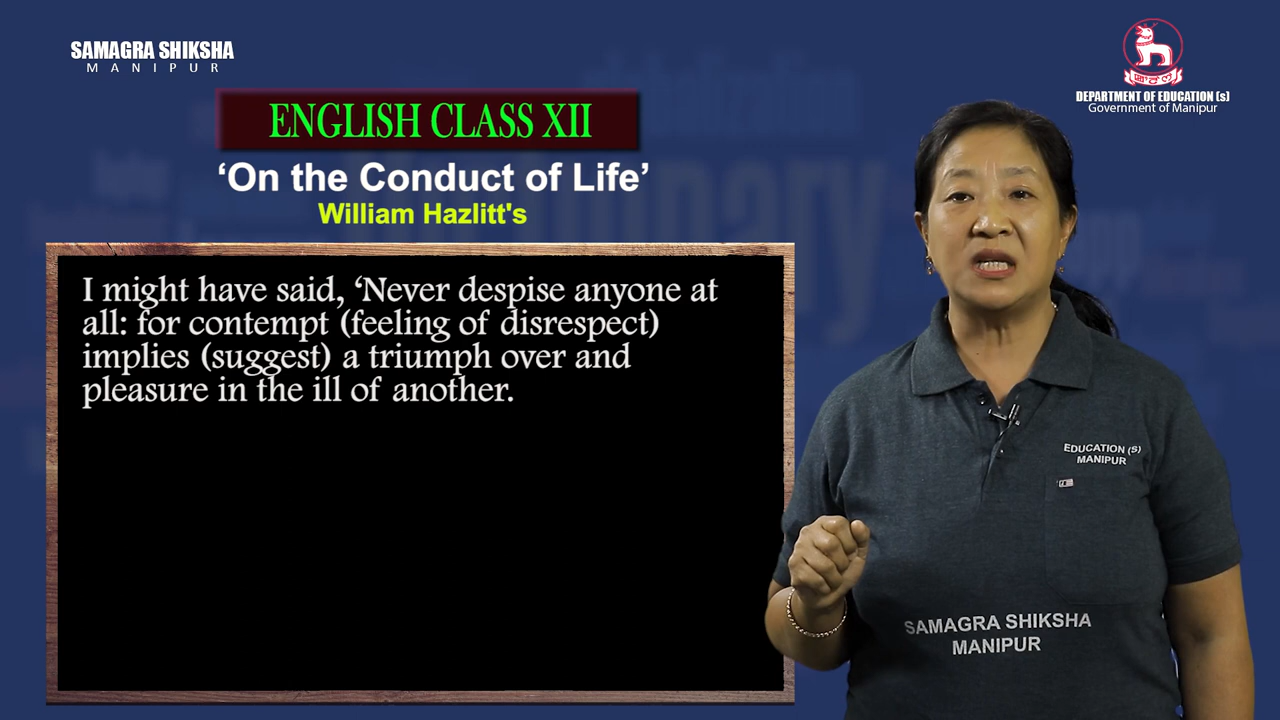 SAMAGRA SHIKSHA
MANIPUR
DEPARTMENT OF EDUCATION (s)
Government of Manipur
ENGLISH CLASS XII
‘On the Conduct of Life’
William Hazlitt's
I might have said, ‘Never despise anyone at
all: for contempt (feeling of disrespect)
implies (suggest) a triumph over and
pleasure in the ill of another.
EDUCATION (S)
MANIPUR
SAMAGRA SHIKSHA
MANIPUR